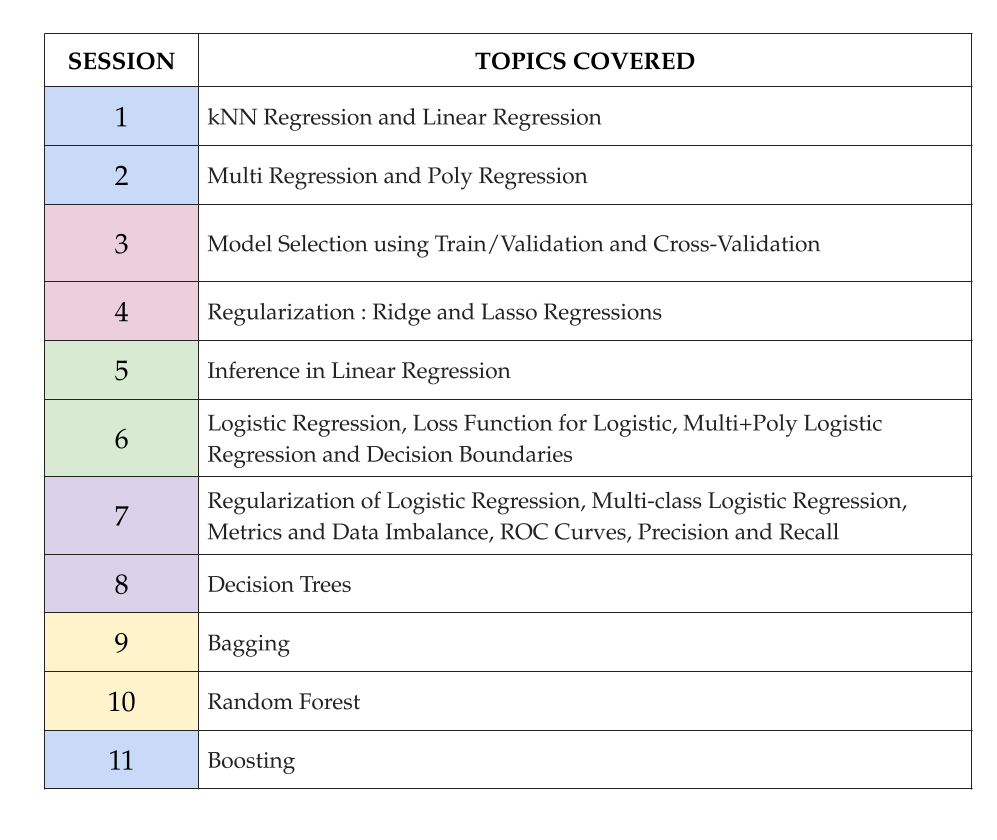 SESSION TOPICS COVERED
1 kNN Regression and Linear Regression
2 Multi Regression and Poly Regression
3 Model Selection using Train/Validation and Cross-Validation
4 Regularization : Ridge and Lasso Regressions
5 Inference in Linear Regression
6 Logistic Regression, Loss Function for Logistic, Multi+Poly Logistic
Regression and Decision Boundaries
7 Regularization of Logistic Regression, Multi-class Logistic Regression,
Metrics and Data Imbalance, ROC Curves, Precision and Recall
8 Decision Trees
9 Bagging
10 Random Forest
11 Boosting